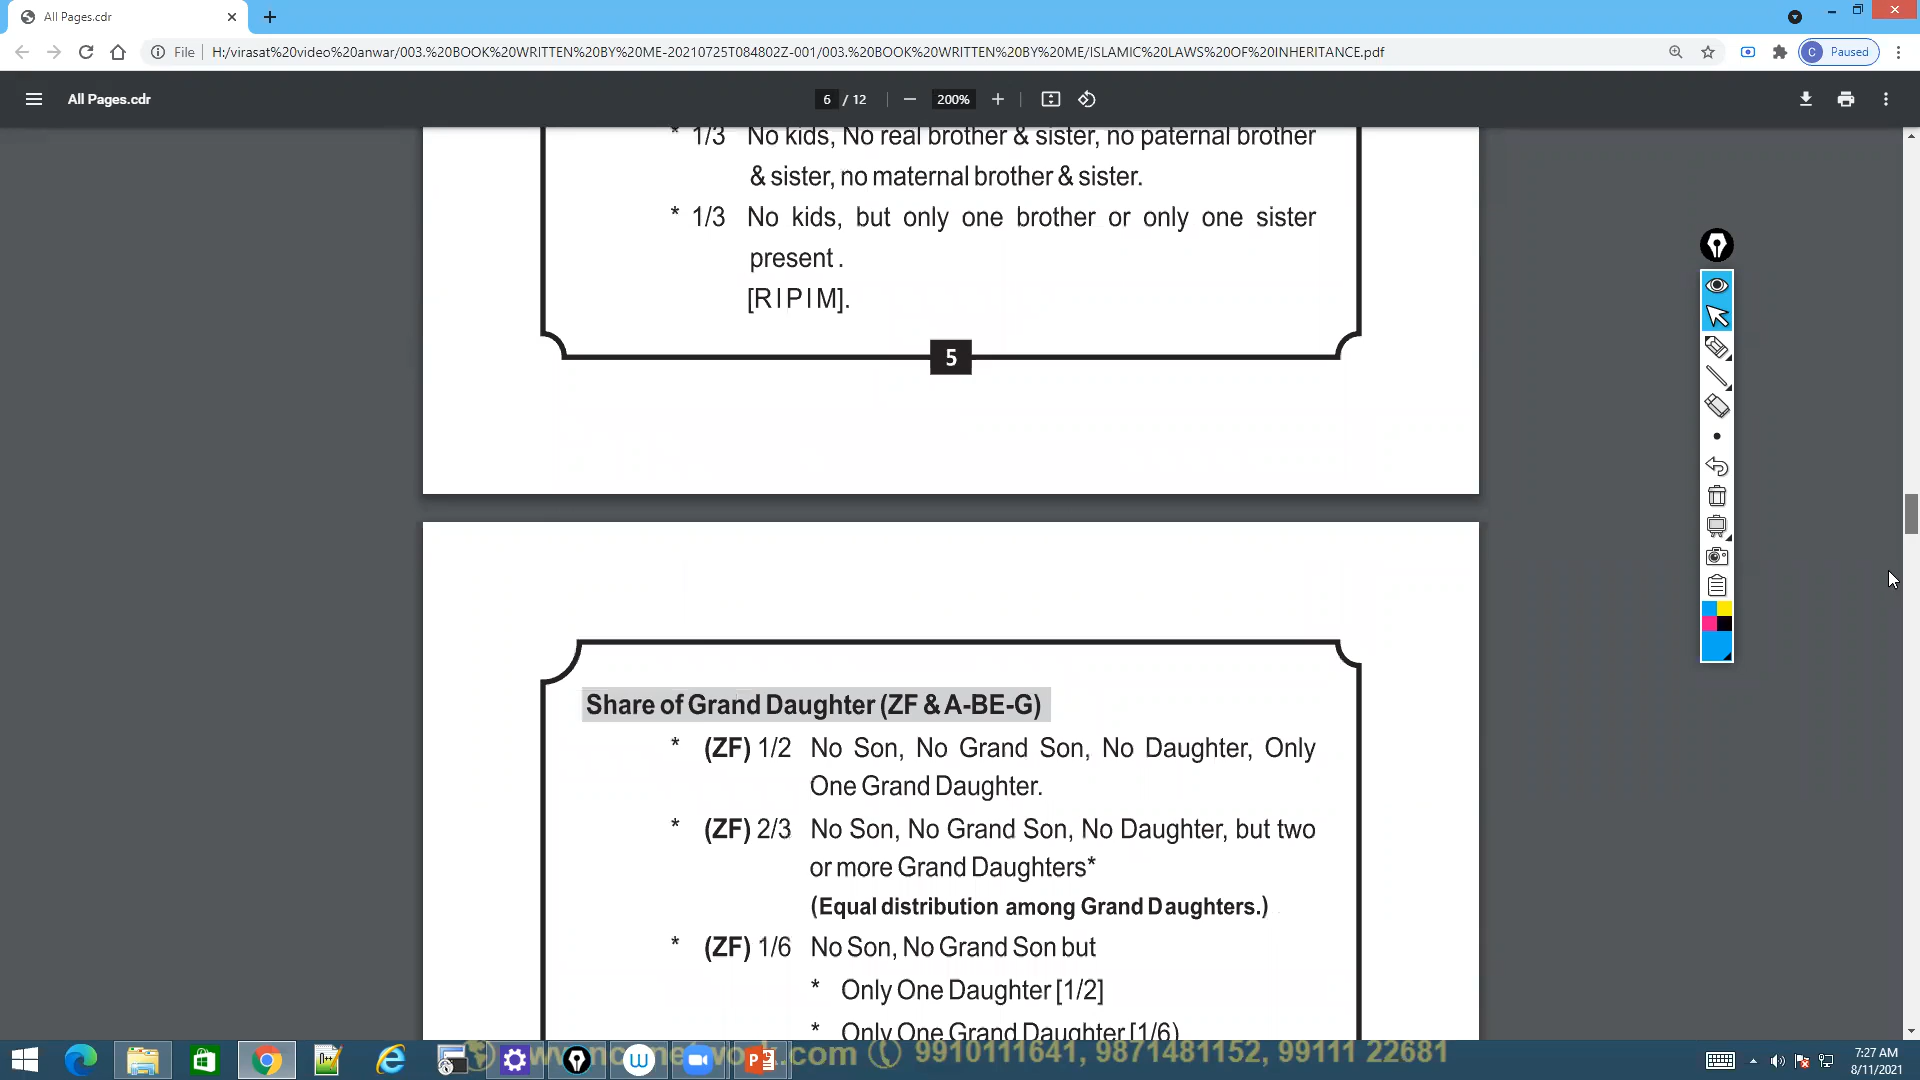 All Pages.cdr
File H:/virasat%20video%20anwar/003.%20BOOK%20WRITTEN%20BY%20ME-20210725T084802Z-001/003.%20BOOK%20WRITTEN%20BY%20ME/ISLAMIC%20LAWS%20OF%20INHERITANCE.pdf
C Paused
All Pages.cdr
6 / 12
200%
* 1/3 No kids, No real brother & sister, no paternal brother
& sister, no maternal brother & sister.
* 1/3 No kids, but only one brother or only one sister
present .
[R I P I M].
5
Share of Grand Daughter (ZF & A-BE-G)
* (ZF) 1/2 No Son, No Grand Son, No Daughter, Only
One Grand Daughter.
* (ZF) 2/3 No Son, No Grand Son, No Daughter, but two
or more Grand Daughters*
(Equal distribution among Grand Daughters.)
* (ZF) 1/6 No Son, No Grand Son but
* Only One Daughter [1/2]
* Only One Grand Daughter [1/6)
9910111641, 9871481152, 99111 22681
7:27 AM
8/11/2021